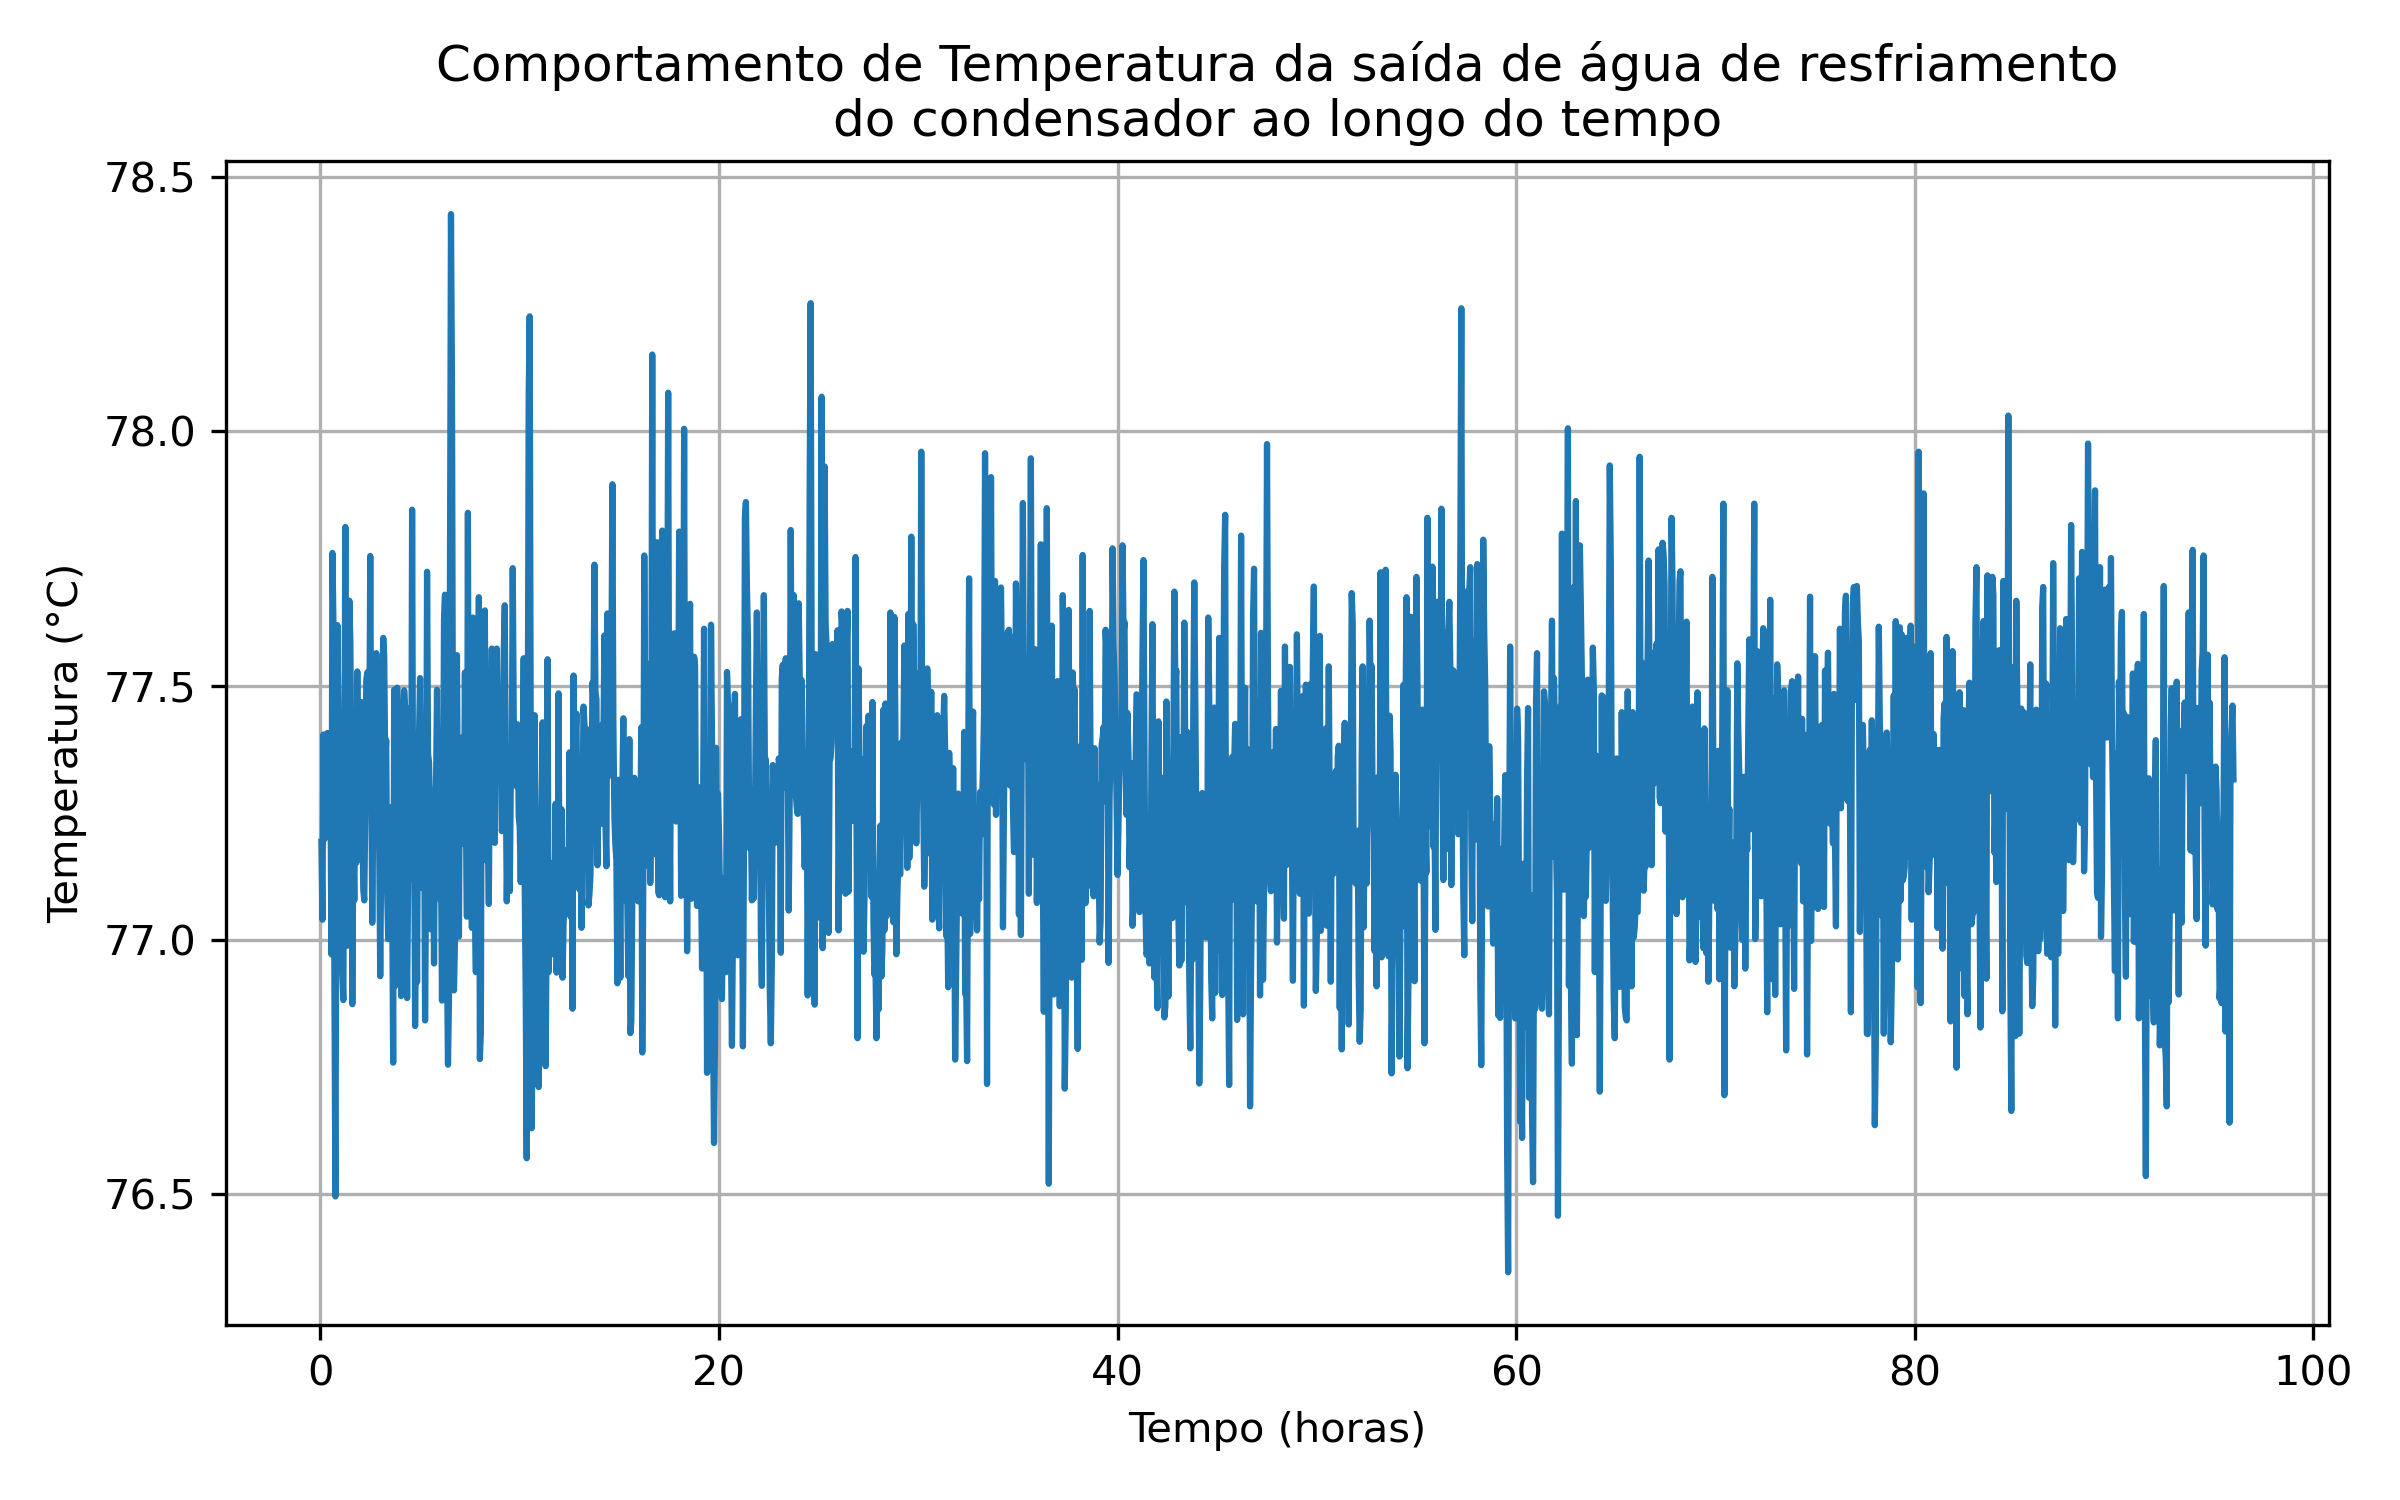 Comportamento de Temperatura da saída de água de resfriamento
do condensador ao longo do tempo
78.5
78.0
77.5
77.0
76.5
Temperatura (°C)
0 20 40 60 80 100
Tempo (horas)